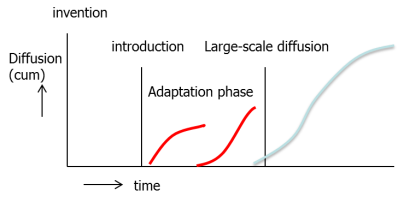 invention
introduction
Large-scale diffusion
Diffusion
(cum)
Adaptation phase
time